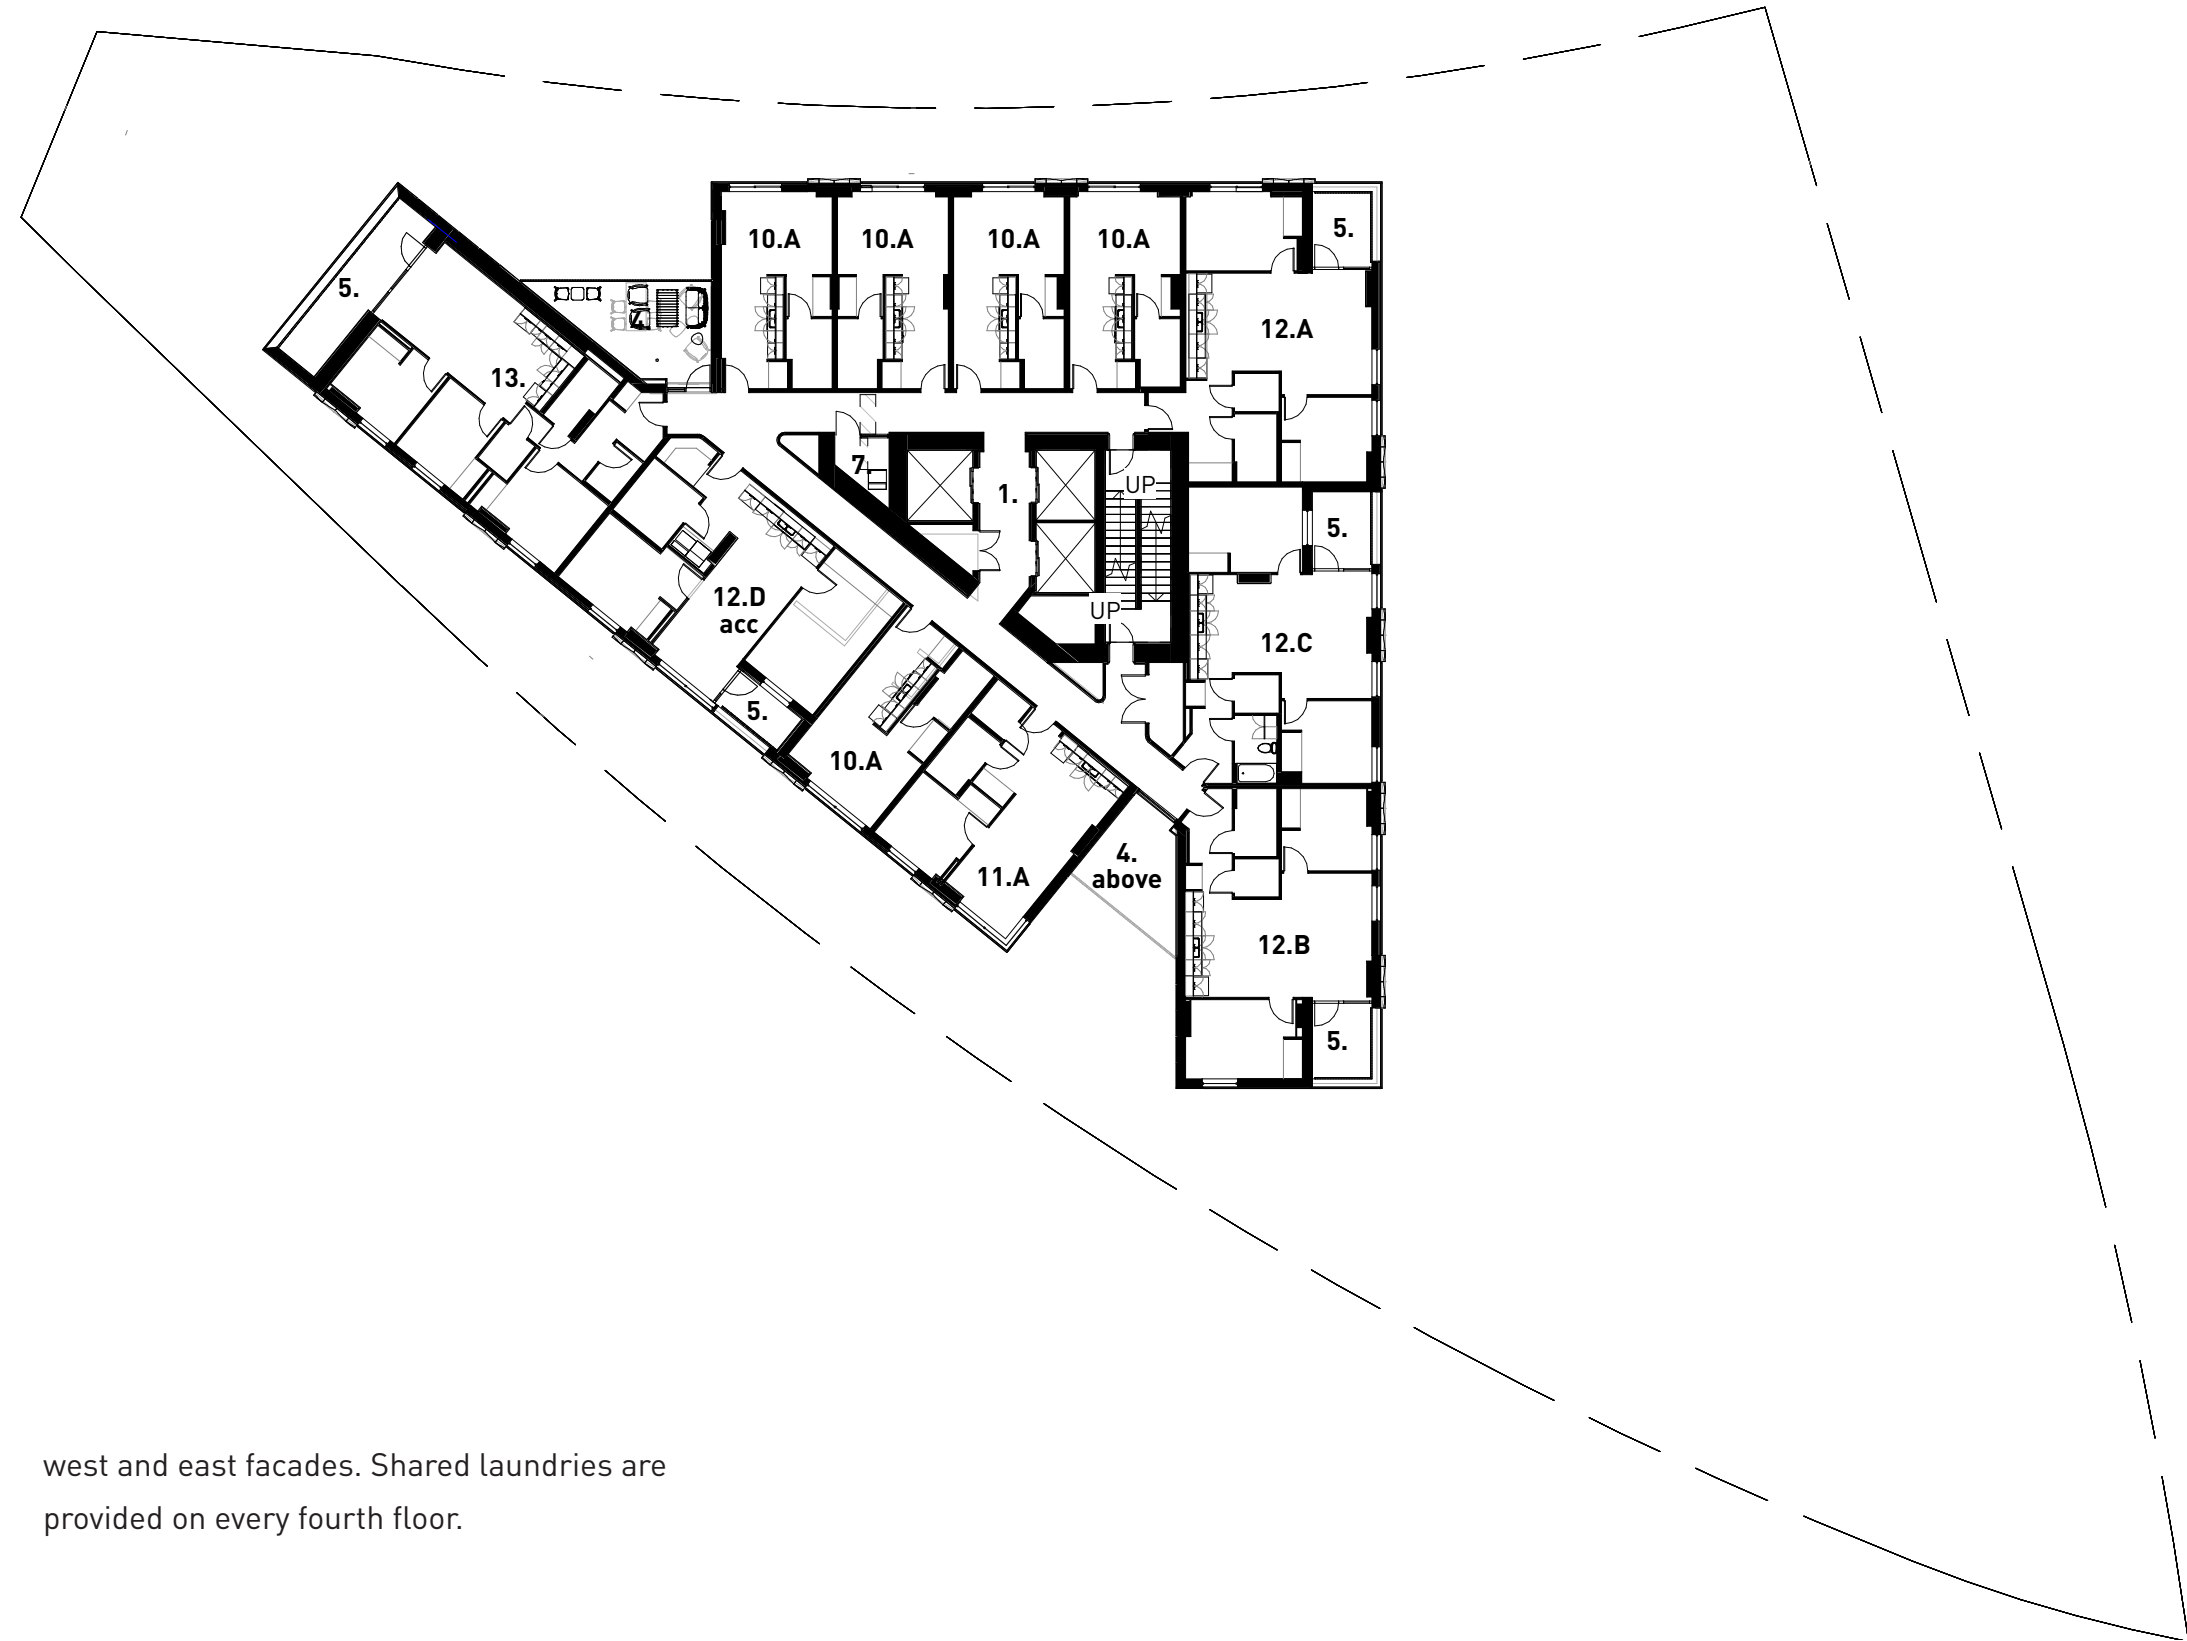 10.A
10.A
10.A
10.A
5.
5.
4.
12.A
13.
7.
1.
UP
5.
12.D
acc
UP
12.C
5.
10.A
4.
above
11.A
12.B
5.
west and east facades. Shared laundries are
provided on every fourth floor.